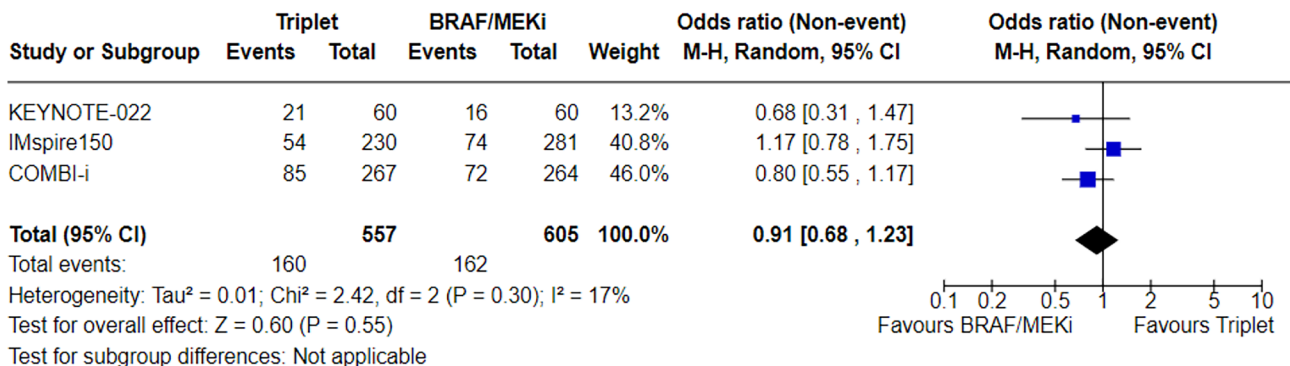 Triplet BRAF/MEKi Odds ratio (Non-event) Odds ratio (Non-event)
Study or Subgroup Events Total Events Total Weight M-H, Random, 95% CI M-H, Random, 95% CI
KEYNOTE-022 21 60 16 60 13.2% 0.68 [0.31 , 1.47]
IMspire150 54 230 74 281 40.8% 1.17 [0.78 , 1.75]
COMBI-i 85 267 72 264 46.0% 0.80 [0.55 , 1.17]
Total (95% CI) 557 605 100.0% 0.91 [0.68 , 1.23]
Total events: 160 162
Heterogeneity: Tau² = 0.01; Chi² = 2.42, df = 2 (P = 0.30); I² = 17%
0.1 0.2 0.5 1 2 5 10
Test for overall effect: Z = 0.60 (P = 0.55) Favours BRAF/MEKi Favours Triplet
Test for subgroup differences: Not applicable